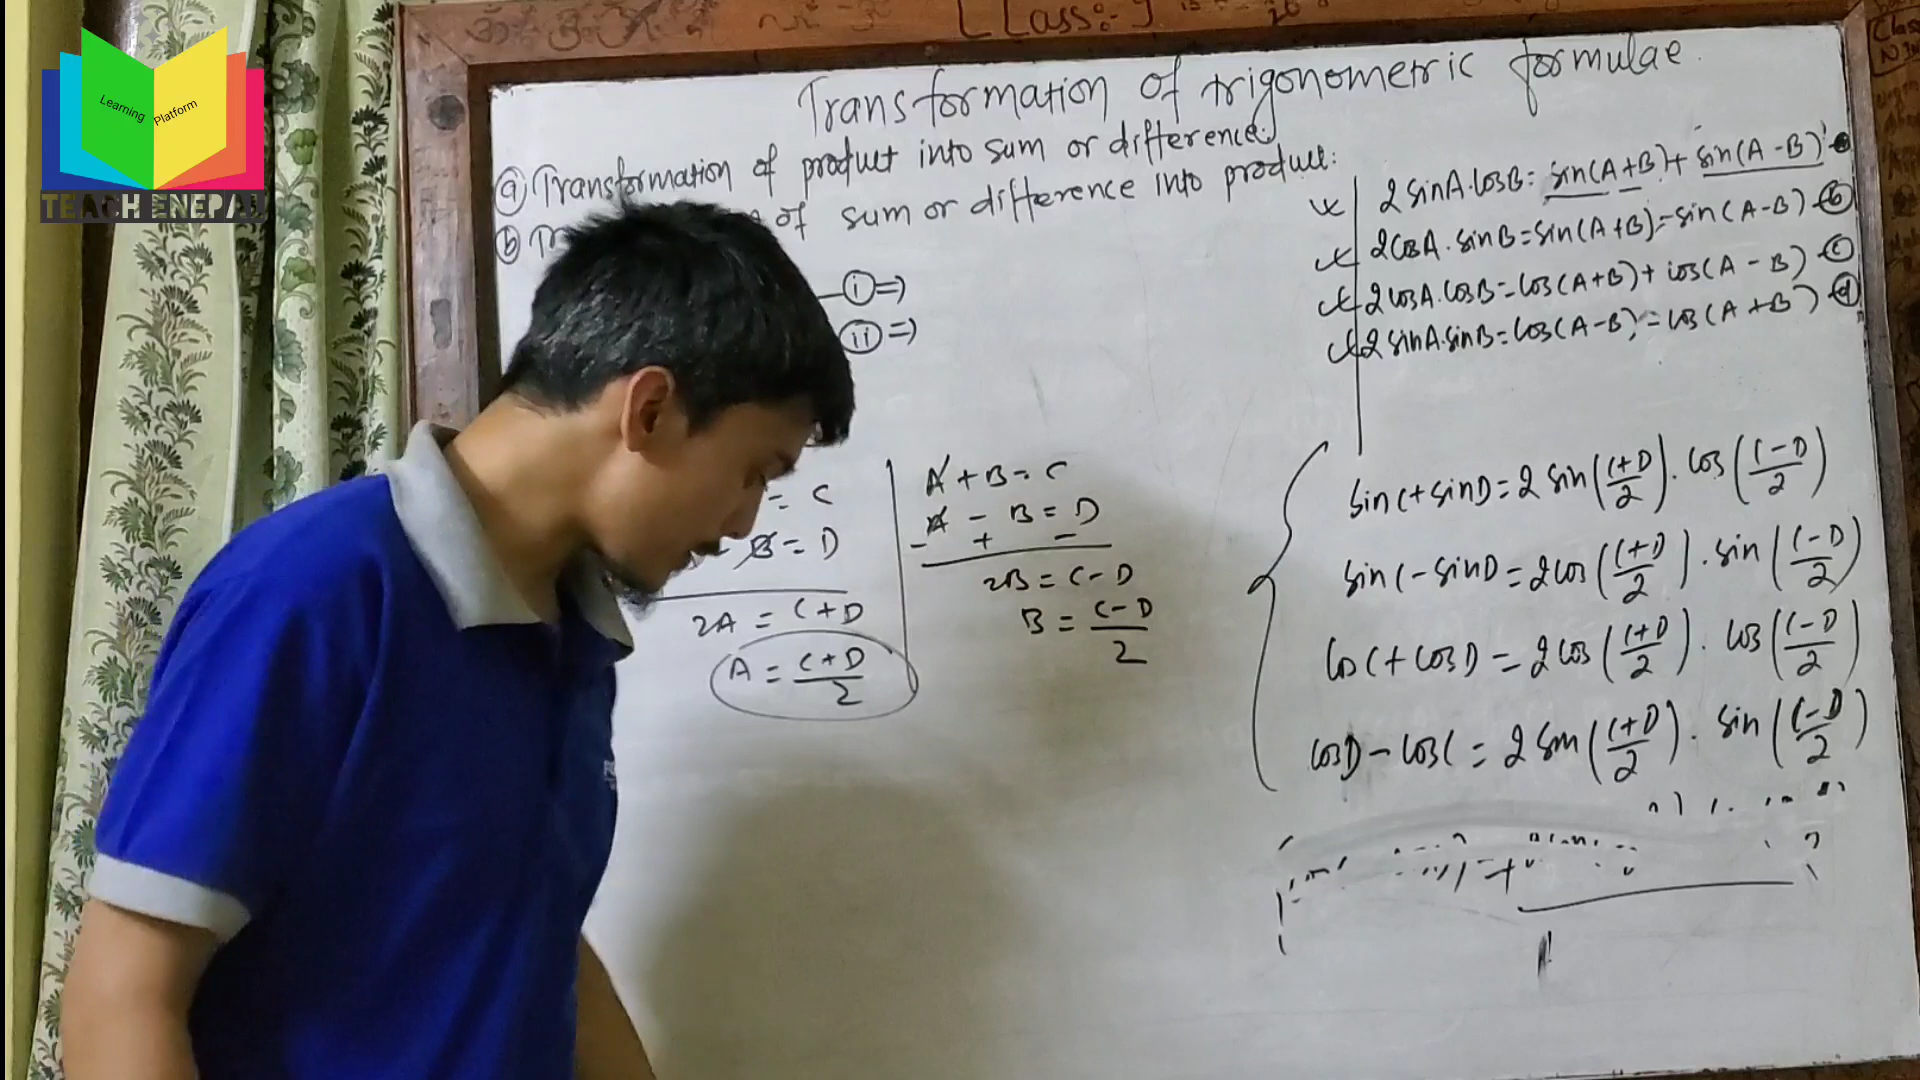 Learning Platform
TEACH ENEPAL
[Class:-]
Transformation of trigonometric formulae.
ⓐ Transformation of product into sum or difference:
ⓑ of sum or difference into product:
ⓘ=>
ⓘⓘ=>
2 sinA.cosB = sin(A+B)+ sin(A-B)
2cosA.sinB=sin(A+B)-sin(A-B) ⓑ
2cosA.cosB=cos(A+B)+ cos(A-B) ⓒ
2 sinA.sinB=cos(A-B)-cos(A+B) ⓓ
= C
- B = D
2A = C+D
A = C+D/2
A+B=C
A - B = D
- + -
2B = C-D
B = C-D/2
sinC+sinD=2 sin(C+D/2).cos(C-D/2)
sinC-sinD=2cos(C+D/2).sin(C-D/2)
cosC+cosD=2cos(C+D/2).cos(C-D/2)
cosD-cosC=2 sin(C+D/2).sin(C-D/2)